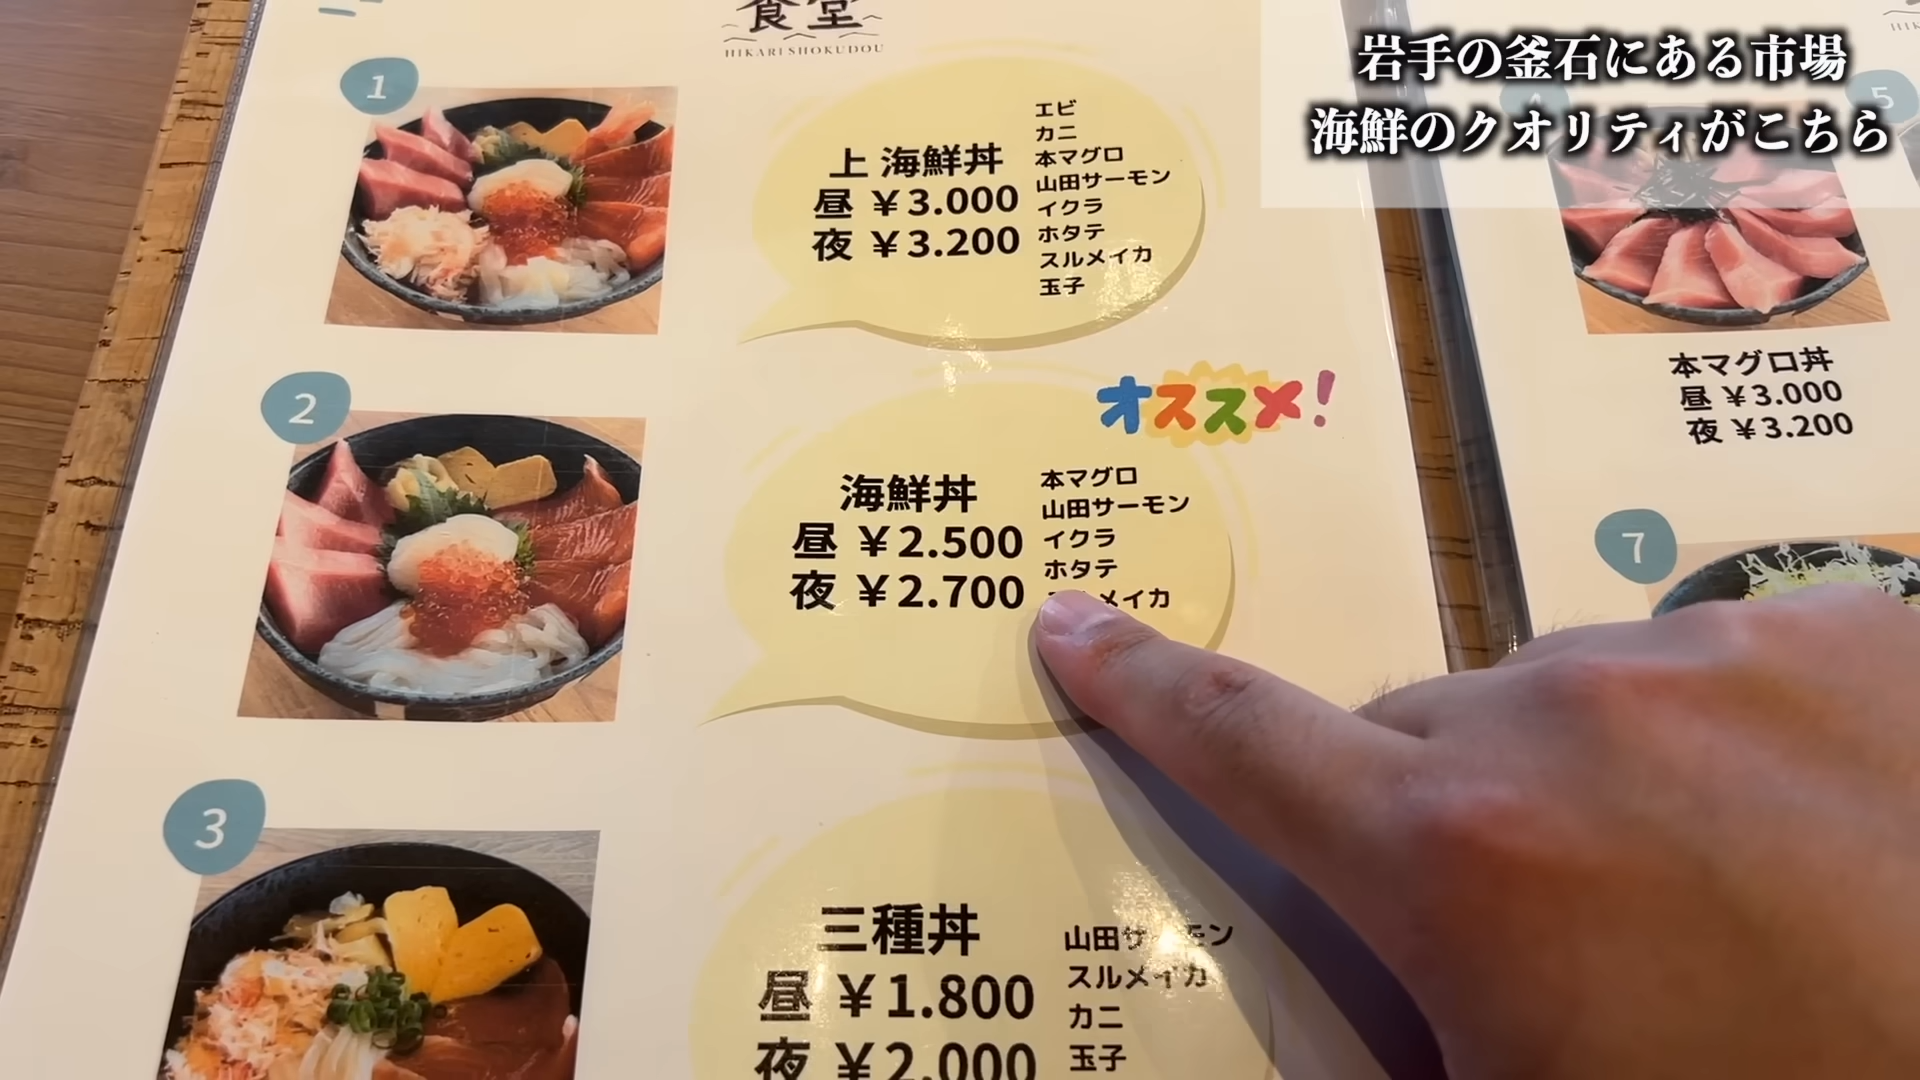 食堂
HIKARI SHOKUDOU
岩手の釜石にある市場
海鮮のクオリティがこちら
1
上 海鮮丼
昼 ¥3.000
夜 ¥3.200
エビ
カニ
本マグロ
山田サーモン
イクラ
ホタテ
スルメイカ
玉子
2
オススメ!
海鮮丼
昼 ¥2.500
夜 ¥2.700
本マグロ
山田サーモン
イクラ
ホタテ
メイカ
3
三種丼
昼 ¥1.800
夜 ¥2.000
山田サーモン
スルメイカ
カニ
玉子
5
本マグロ丼
昼 ¥3.000
夜 ¥3.200
7